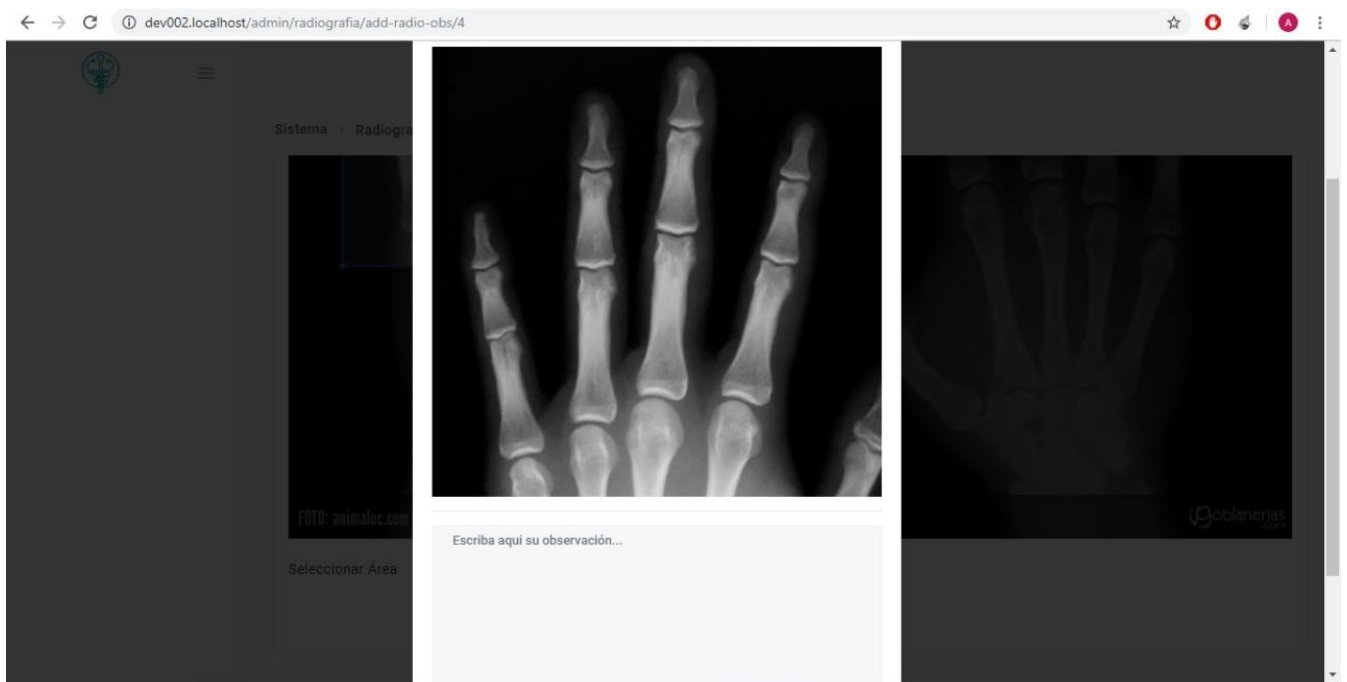 dev002.localhost/admin/radiografia/add-radio-obs/4
A
Sistema > Radiogra
FOTO: animalec.com
Poblanerías
.com
Escriba aqui su observación...
Seleccionar Área